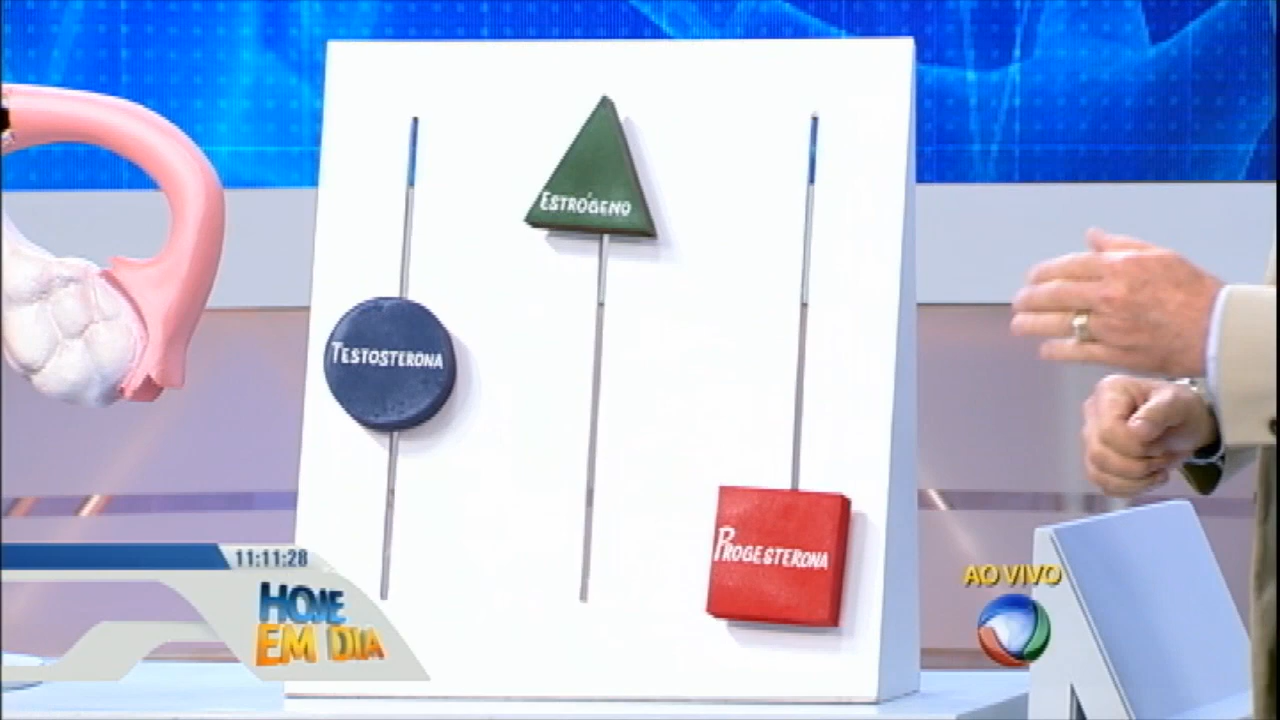 ESTRÓGENO
TESTOSTERONA
PROGESTERONA
11:11:28
HOJE
EM DIA
AO VIVO